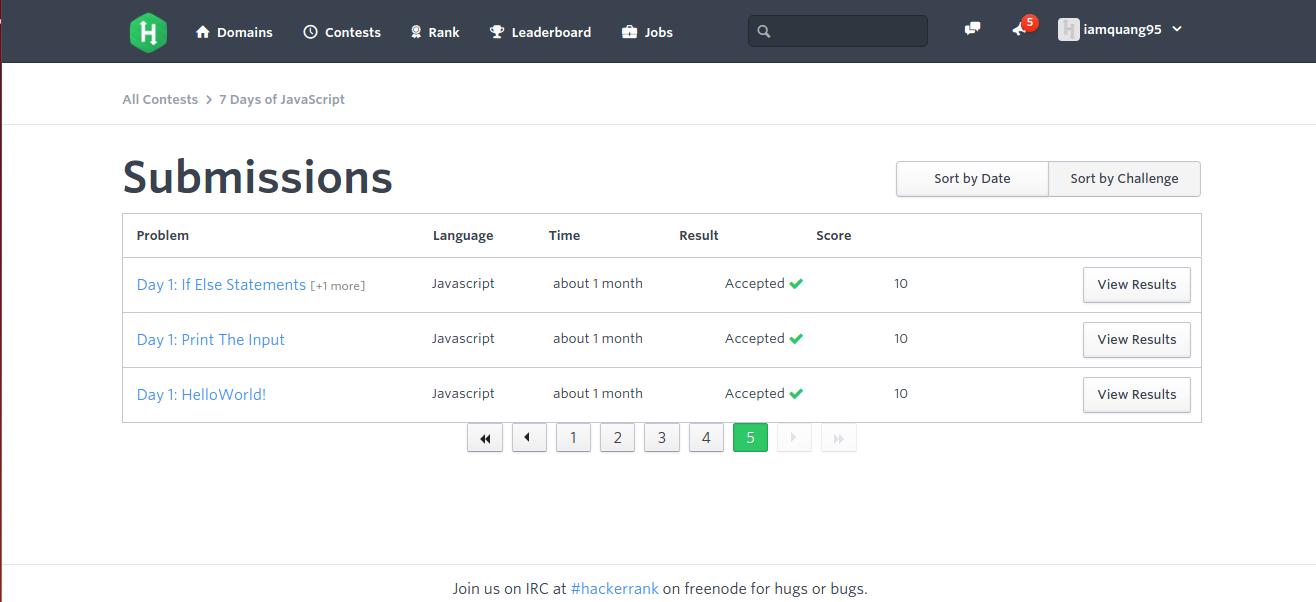 H Domains Contests Rank Leaderboard Jobs 5 H iamquang95
All Contests > 7 Days of JavaScript
Submissions Sort by Date Sort by Challenge
Problem Language Time Result Score
Day 1: If Else Statements [+1 more] Javascript about 1 month Accepted 10 View Results
Day 1: Print The Input Javascript about 1 month Accepted 10 View Results
Day 1: HelloWorld! Javascript about 1 month Accepted 10 View Results
1 2 3 4 5
Join us on IRC at #hackerrank on freenode for hugs or bugs.